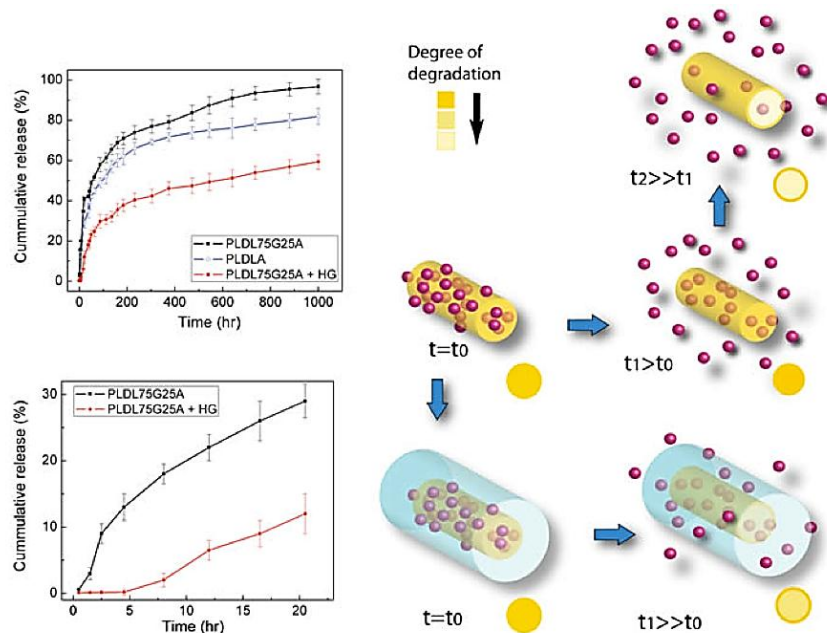 Cummulative release (%)
100
80
60
40
20
0
PLDL75G25A
PLDLA
PLDL75G25A + HG
0 200 400 600 800 1000
Time (hr)
Cummulative release (%)
30
20
10
0
PLDL75G25A
PLDL75G25A + HG
0 5 10 15 20
Time (hr)
Degree of
degradation
t2>>t1
t=t0
t1>t0
t=t0
t1>>t0